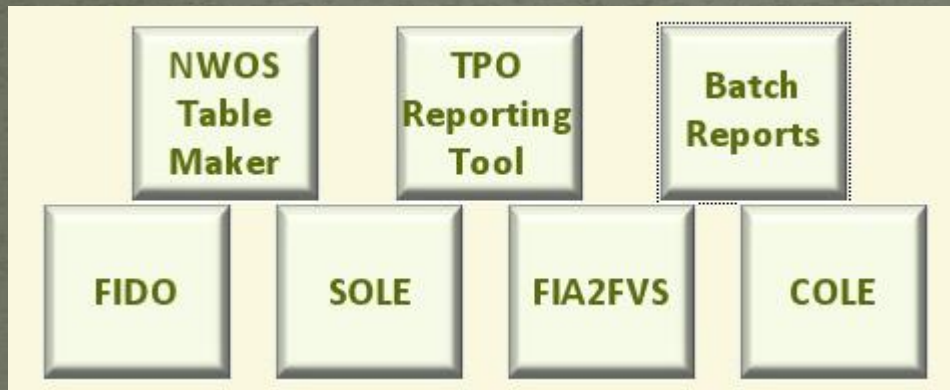 NWOS
Table
Maker
TPO
Reporting
Tool
Batch
Reports
FIDO
SOLE
FIA2FVS
COLE